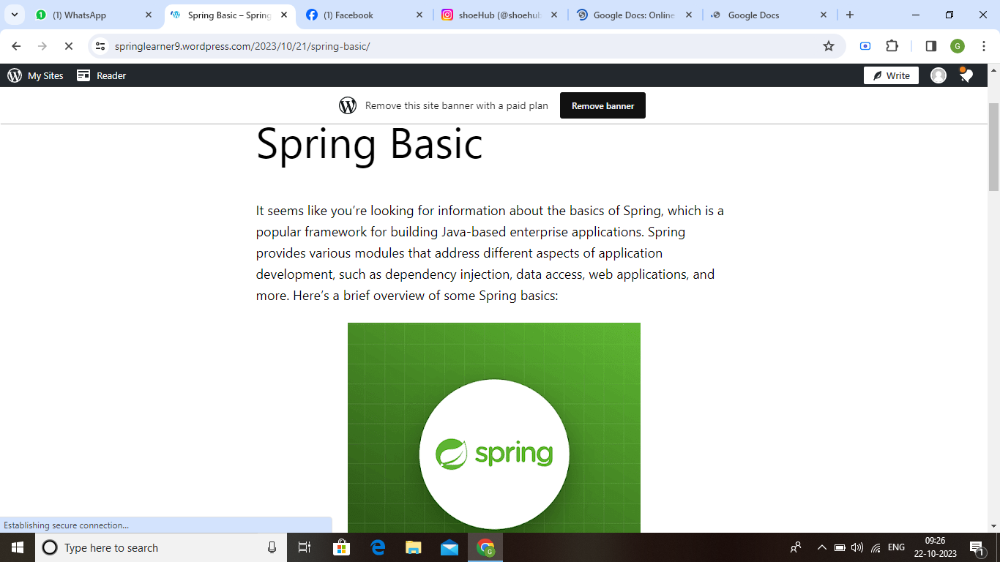 (1) WhatsApp
Spring Basic – Spring
(1) Facebook
shoeHub (@shoehub
Google Docs: Online
Google Docs
springlearner9.wordpress.com/2023/10/21/spring-basic/
G
My Sites
Reader
Write
Remove this site banner with a paid plan
Remove banner
Spring Basic
It seems like you’re looking for information about the basics of Spring, which is a
popular framework for building Java-based enterprise applications. Spring
provides various modules that address different aspects of application
development, such as dependency injection, data access, web applications, and
more. Here’s a brief overview of some Spring basics:
spring
Establishing secure connection...
Type here to search
G
ENG
09:26
22-10-2023
1